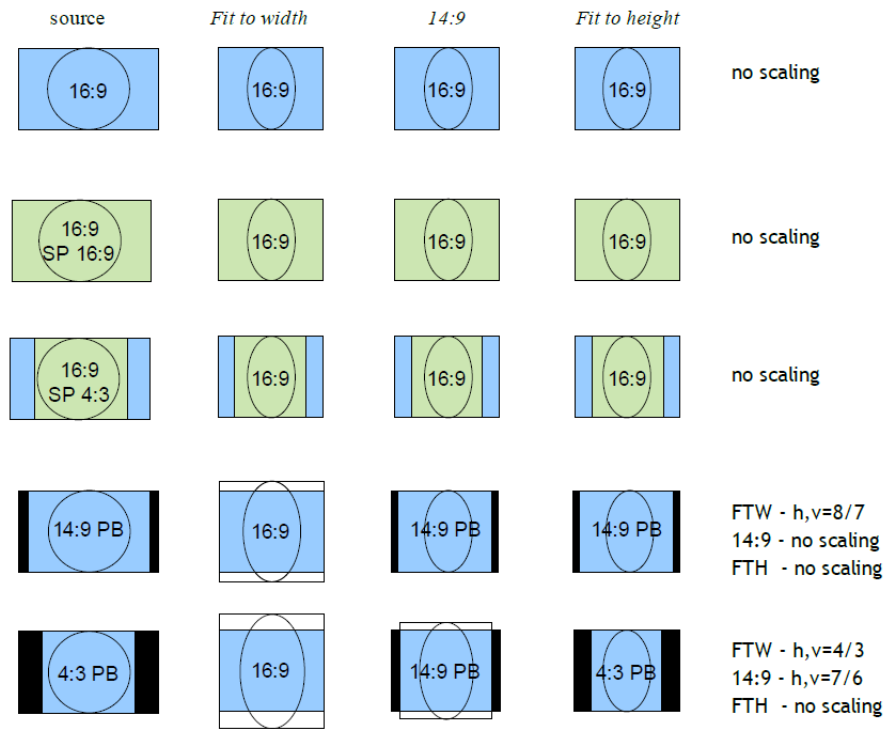 source Fit to width 14:9 Fit to height
16:9 16:9 16:9 16:9 no scaling
16:9
SP 16:9 16:9 16:9 16:9 no scaling
16:9
SP 4:3 16:9 16:9 16:9 no scaling
14:9 PB 16:9 14:9 PB 14:9 PB
FTW - h,v=8/7
14:9 - no scaling
FTH - no scaling
4:3 PB 16:9 14:9 PB 4:3 PB
FTW - h,v=4/3
14:9 - h,v=7/6
FTH - no scaling